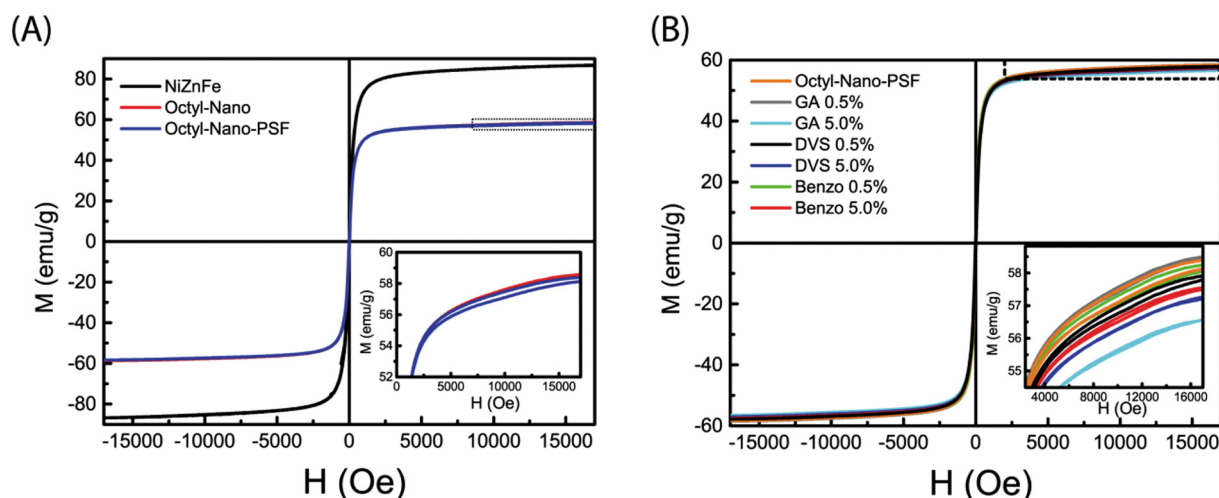 (A)
80
60
40
20
0
-20
-40
-60
-80
M (emu/g)
NiZnFe
Octyl-Nano
Octyl-Nano-PSF
60
59
58
56
55
54
52
M (emu/g)
0
5000
10000
15000
H (Oe)
-15000
-10000
-5000
0
5000
10000
15000
H (Oe)
(B)
60
40
20
0
-20
-40
-60
M (emu/g)
Octyl-Nano-PSF
GA 0.5%
GA 5.0%
DVS 0.5%
DVS 5.0%
Benzo 0.5%
Benzo 5.0%
58
57
56
55
M (emu/g)
4000
8000
12000
16000
H (Oe)
-15000
-10000
-5000
0
5000
10000
15000
H (Oe)